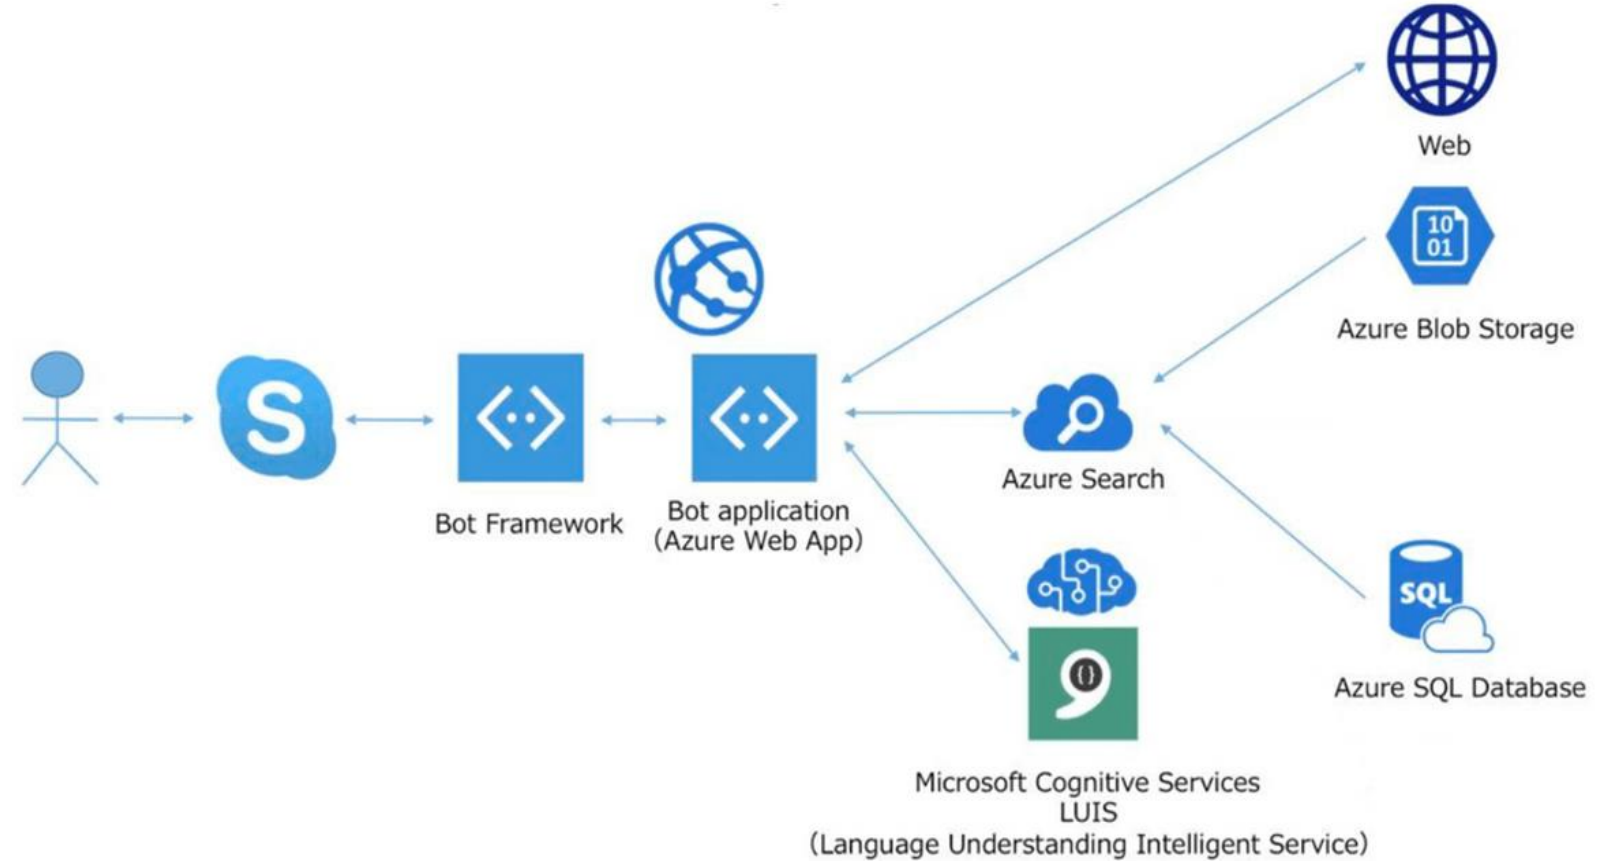 Web
10
01
Azure Blob Storage
S
Bot Framework
Bot application
(Azure Web App)
Azure Search
SQL
Azure SQL Database
{}
Microsoft Cognitive Services
LUIS
(Language Understanding Intelligent Service)